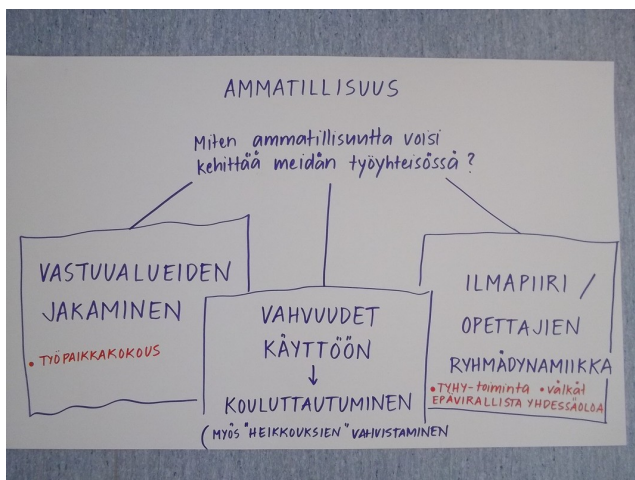 AMMATILLISUUS
Miten ammatillisuutta voisi
kehittää meidän työyhteisössä ?
VASTUUALUEIDEN
JAKAMINEN
• TYÖPAIKKAKOKOUS
VAHVUUDET
KÄYTTÖÖN
↓
KOULUTTAUTUMINEN
(MYÖS "HEIKKOUKSIEN" VAHVISTAMINEN
ILMAPIIRI /
OPETTAJIEN
RYHMÄDYNAMIIKKA
• TYHY-toiminta • välkät
EPÄVIRALLISTA YHDESSÄOLOA